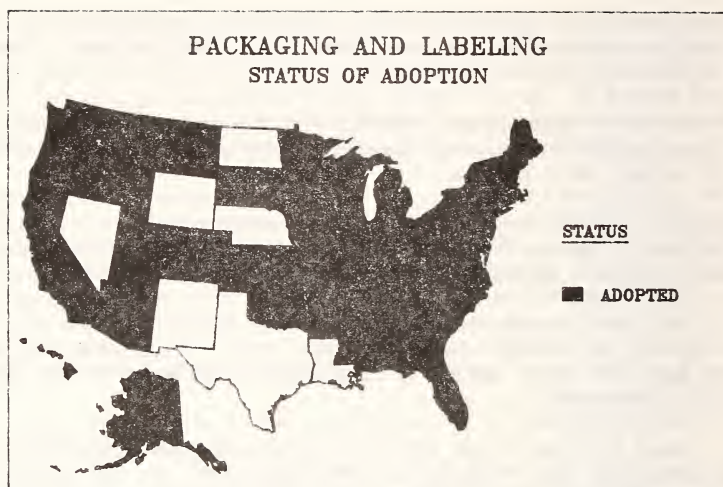 PACKAGING AND LABELING
STATUS OF ADOPTION
STATUS
ADOPTED